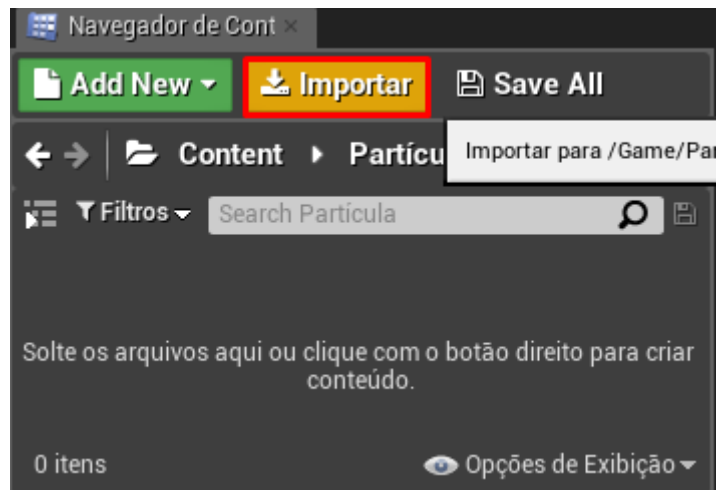 Navegador de Cont
Add New Importar Save All
Content Partícu
Importar para /Game/Par
Filtros Search Partícula
Solte os arquivos aqui ou clique com o botão direito para criar
conteúdo.
0 itens Opções de Exibição